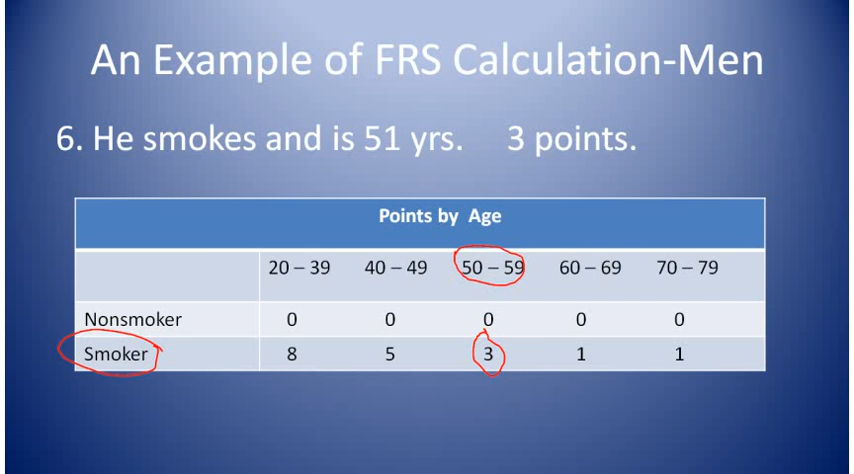 An Example of FRS Calculation-Men
6. He smokes and is 51 yrs. 3 points.
Points by Age
20 – 39 40 – 49 50 – 59 60 – 69 70 – 79
Nonsmoker 0 0 0 0 0
Smoker 8 5 3 1 1